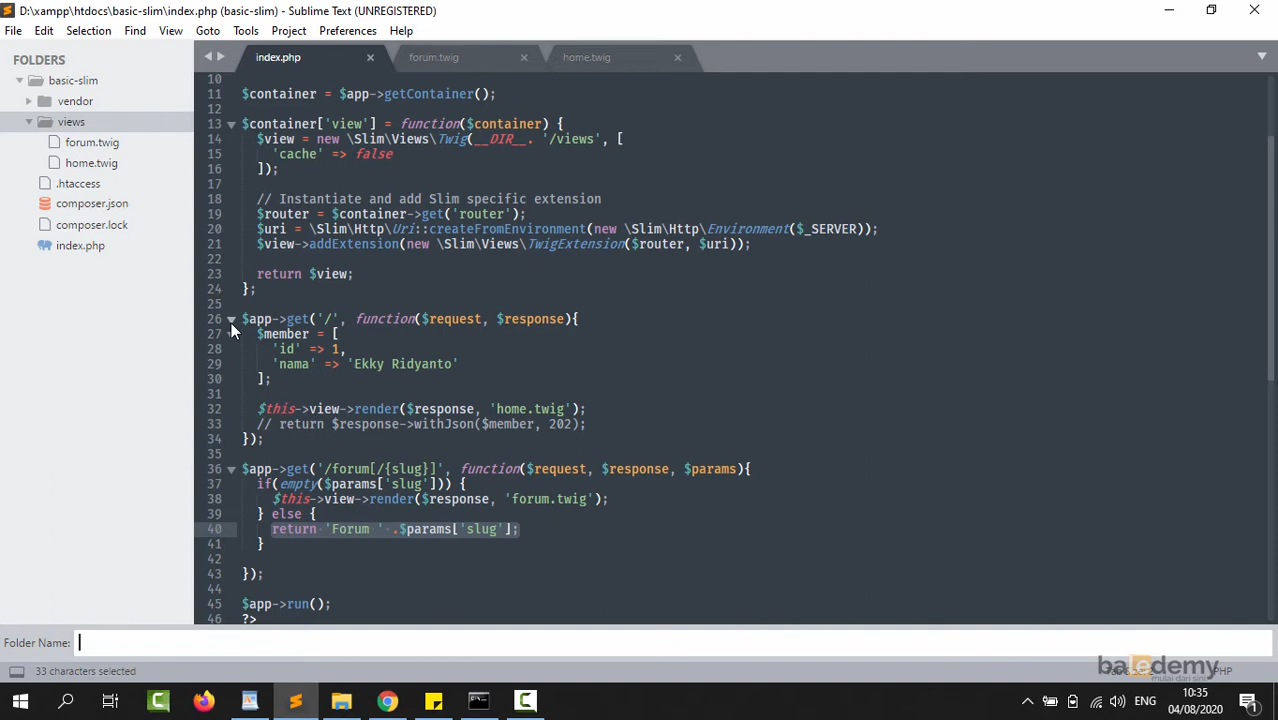 D:\xampp\htdocs\basic-slim\index.php (basic-slim) - Sublime Text (UNREGISTERED)
File Edit Selection Find View Goto Tools Project Preferences Help
FOLDERS
basic-slim
vendor
views
forum.twig
home.twig
.htaccess
composer.json
composer.lock
index.php
index.php forum.twig home.twig
10
11 $container = $app->getContainer();
12
13 $container['view'] = function($container) {
14 $view = new \Slim\Views\Twig(__DIR__. '/views', [
15 'cache' => false
16 ]);
17
18 // Instantiate and add Slim specific extension
19 $router = $container->get('router');
20 $uri = \Slim\Http\Uri::createFromEnvironment(new \Slim\Http\Environment($_SERVER));
21 $view->addExtension(new \Slim\Views\TwigExtension($router, $uri));
22
23 return $view;
24 };
25
26 $app->get('/', function($request, $response){
27 $member = [
28 'id' => 1,
29 'nama' => 'Ekky Ridyanto'
30 ];
31
32 $this->view->render($response, 'home.twig');
33 // return $response->withJson($member, 202);
34 });
35
36 $app->get('/forum[/{slug}]', function($request, $response, $params){
37 if(empty($params['slug'])) {
38 $this->view->render($response, 'forum.twig');
39 } else {
40 return 'Forum ' .$params['slug'];
41 }
42
43 });
44
45 $app->run();
46 ?>
Folder Name:
33 characters selected
PHP
baledemy
mulai dari sini
ENG
10:35
04/08/2020